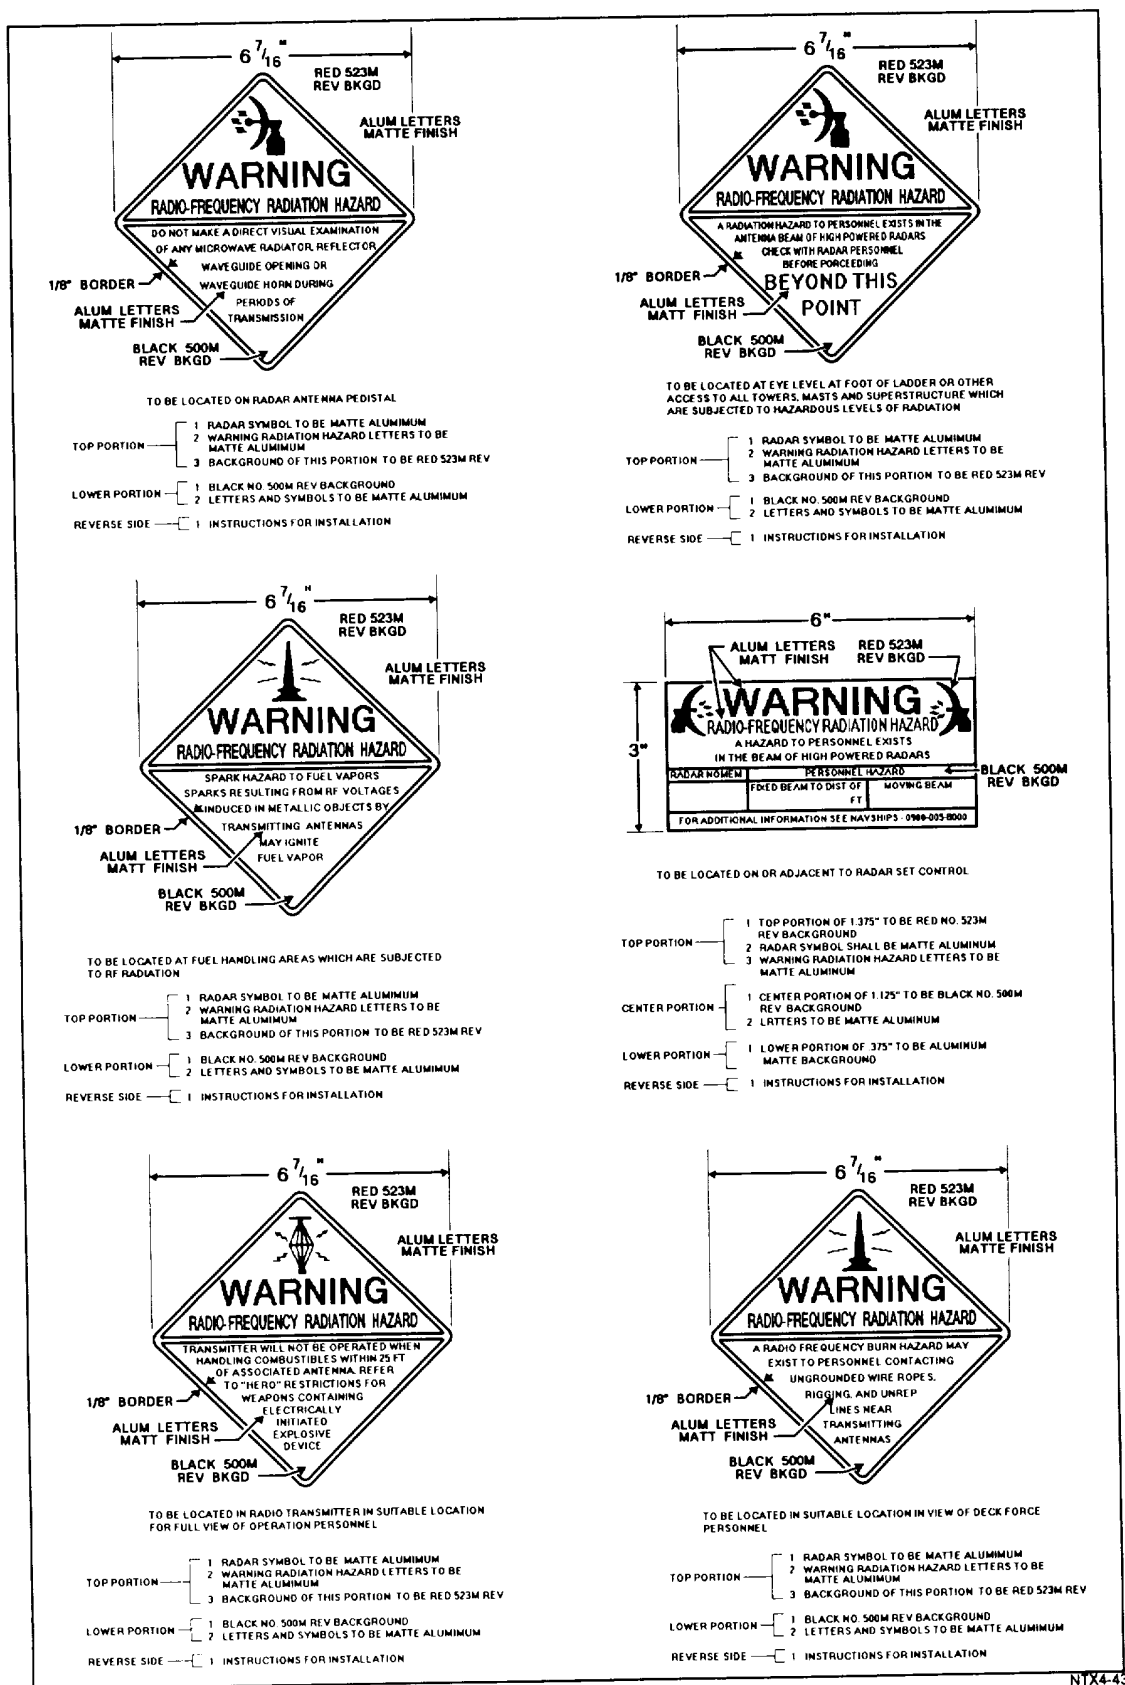 6 7/16"
RED 523M
REV BKGD
ALUM LETTERS
MATTE FINISH
WARNING
RADIO-FREQUENCY RADIATION HAZARD
DO NOT MAKE A DIRECT VISUAL EXAMINATION
OF ANY MICROWAVE RADIATOR, REFLECTOR
WAVEGUIDE OPENING OR
WAVEGUIDE HORN DURING
PERIODS OF
TRANSMISSION
1/8" BORDER
ALUM LETTERS
MATTE FINISH
BLACK 500M
REV BKGD
TO BE LOCATED ON RADAR ANTENNA PEDISTAL
TOP PORTION
1 RADAR SYMBOL TO BE MATTE ALUMIMUM
2 WARNING RADIATION HAZARD LETTERS TO BE
MATTE ALUMIMUM
3 BACKGROUND OF THIS PORTION TO BE RED 523M REV
LOWER PORTION
1 BLACK NO. 500M REV BACKGROUND
2 LETTERS AND SYMBOLS TO BE MATTE ALUMIMUM
REVERSE SIDE
1 INSTRUCTIONS FOR INSTALLATION
6 7/16"
RED 523M
REV BKGD
ALUM LETTERS
MATTE FINISH
WARNING
RADIO-FREQUENCY RADIATION HAZARD
A RADIATION HAZARD TO PERSONNEL EXISTS IN THE
ANTENNA BEAM OF HIGH POWERED RADARS
CHECK WITH RADAR PERSONNEL
BEFORE PORCEEDING
BEYOND THIS
POINT
1/8" BORDER
ALUM LETTERS
MATT FINISH
BLACK 500M
REV BKGD
TO BE LOCATED AT EYE LEVEL AT FOOT OF LADDER OR OTHER
ACCESS TO ALL TOWERS, MASTS AND SUPERSTRUCTURE WHICH
ARE SUBJECTED TO HAZARDOUS LEVELS OF RADIATION
TOP PORTION
1 RADAR SYMBOL TO BE MATTE ALUMIMUM
2 WARNING RADIATION HAZARD LETTERS TO BE
MATTE ALUMIMUM
3 BACKGROUND OF THIS PORTION TO BE RED 523M REV
LOWER PORTION
1 BLACK NO. 500M REV BACKGROUND
2 LETTERS AND SYMBOLS TO BE MATTE ALUMIMUM
REVERSE SIDE
1 INSTRUCTIONS FOR INSTALLATION
6 7/16"
RED 523M
REV BKGD
ALUM LETTERS
MATTE FINISH
WARNING
RADIO-FREQUENCY RADIATION HAZARD
SPARK HAZARD TO FUEL VAPORS
SPARKS RESULTING FROM RF VOLTAGES
INDUCED IN METALLIC OBJECTS BY
TRANSMITTING ANTENNAS
MAY IGNITE
FUEL VAPOR
1/8" BORDER
ALUM LETTERS
MATT FINISH
BLACK 500M
REV BKGD
TO BE LOCATED AT FUEL HANDLING AREAS WHICH ARE SUBJECTED
TO RF RADIATION
TOP PORTION
1 RADAR SYMBOL TO BE MATTE ALUMIMUM
2 WARNING RADIATION HAZARD LETTERS TO BE
MATTE ALUMIMUM
3 BACKGROUND OF THIS PORTION TO BE RED 523M REV
LOWER PORTION
1 BLACK NO. 500M REV BACKGROUND
2 LETTERS AND SYMBOLS TO BE MATTE ALUMIMUM
REVERSE SIDE
1 INSTRUCTIONS FOR INSTALLATION
6"
ALUM LETTERS
MATT FINISH
RED 523M
REV BKGD
3"
WARNING
RADIO-FREQUENCY RADIATION HAZARD
A HAZARD TO PERSONNEL EXISTS
IN THE BEAM OF HIGH POWERED RADARS
RADAR NOMEM PERSONNEL HAZARD
FIXED BEAM TO DIST OF
FT
MOVING BEAM
FOR ADDITIONAL INFORMATION SEE NAVSHIPS - 0900-005-8000
BLACK 500M
REV BKGD
TO BE LOCATED ON OR ADJACENT TO RADAR SET CONTROL
TOP PORTION
1 TOP PORTION OF 1.375" TO BE RED NO. 523M
REV BACKGROUND
2 RADAR SYMBOL SHALL BE MATTE ALUMINUM
3 WARNING RADIATION HAZARD LETTERS TO BE
MATTE ALUMINUM
CENTER PORTION
1 CENTER PORTION OF 1.125" TO BE BLACK NO. 500M
REV BACKGROUND
2 LRTTERS TO BE MATTE ALUMINUM
LOWER PORTION
1 LOWER PORTION OF .375" TO BE ALUMINUM
MATTE BACKGROUND
REVERSE SIDE
1 INSTRUCTIONS FOR INSTALLATION
6 7/16"
RED 523M
REV BKGD
ALUM LETTERS
MATTE FINISH
WARNING
RADIO-FREQUENCY RADIATION HAZARD
TRANSMITTER WILL NOT BE OPERATED WHEN
HANDLING COMBUSTIBLES WITHIN 25 FT
OF ASSOCIATED ANTENNA. REFER
TO "HERO" RESTRICTIONS FOR
WEAPONS CONTAINING
ELECTRICALLY
INITIATED
EXPLOSIVE
DEVICE
1/8" BORDER
ALUM LETTERS
MATT FINISH
BLACK 500M
REV BKGD
TO BE LOCATED IN RADIO TRANSMITTER IN SUITABLE LOCATION
FOR FULL VIEW OF OPERATION PERSONNEL
TOP PORTION
1 RADAR SYMBOL TO BE MATTE ALUMIMUM
2 WARNING RADIATION HAZARD LETTERS TO BE
MATTE ALUMIMUM
3 BACKGROUND OF THIS PORTION TO BE RED 523M REV
LOWER PORTION
1 BLACK NO. 500M REV BACKGROUND
2 LETTERS AND SYMBOLS TO BE MATTE ALUMIMUM
REVERSE SIDE
1 INSTRUCTIONS FOR INSTALLATION
6 7/16"
RED 523M
REV BKGD
ALUM LETTERS
MATTE FINISH
WARNING
RADIO-FREQUENCY RADIATION HAZARD
A RADIO FREQUENCY BURN HAZARD MAY
EXIST TO PERSONNEL CONTACTING
UNGROUNDED WIRE ROPES,
RIGGING, AND UNREP
LINES NEAR
TRANSMITTING
ANTENNAS
1/8" BORDER
ALUM LETTERS
MATT FINISH
BLACK 500M
REV BKGD
TO BE LOCATED IN SUITABLE LOCATION IN VIEW OF DECK FORCE
PERSONNEL
TOP PORTION
1 RADAR SYMBOL TO BE MATTE ALUMIMUM
2 WARNING RADIATION HAZARD LETTERS TO BE
MATTE ALUMIMUM
3 BACKGROUND OF THIS PORTION TO BE RED 523M REV
LOWER PORTION
1 BLACK NO. 500M REV BACKGROUND
2 LETTERS AND SYMBOLS TO BE MATTE ALUMIMUM
REVERSE SIDE
1 INSTRUCTIONS FOR INSTALLATION
NTX4-43